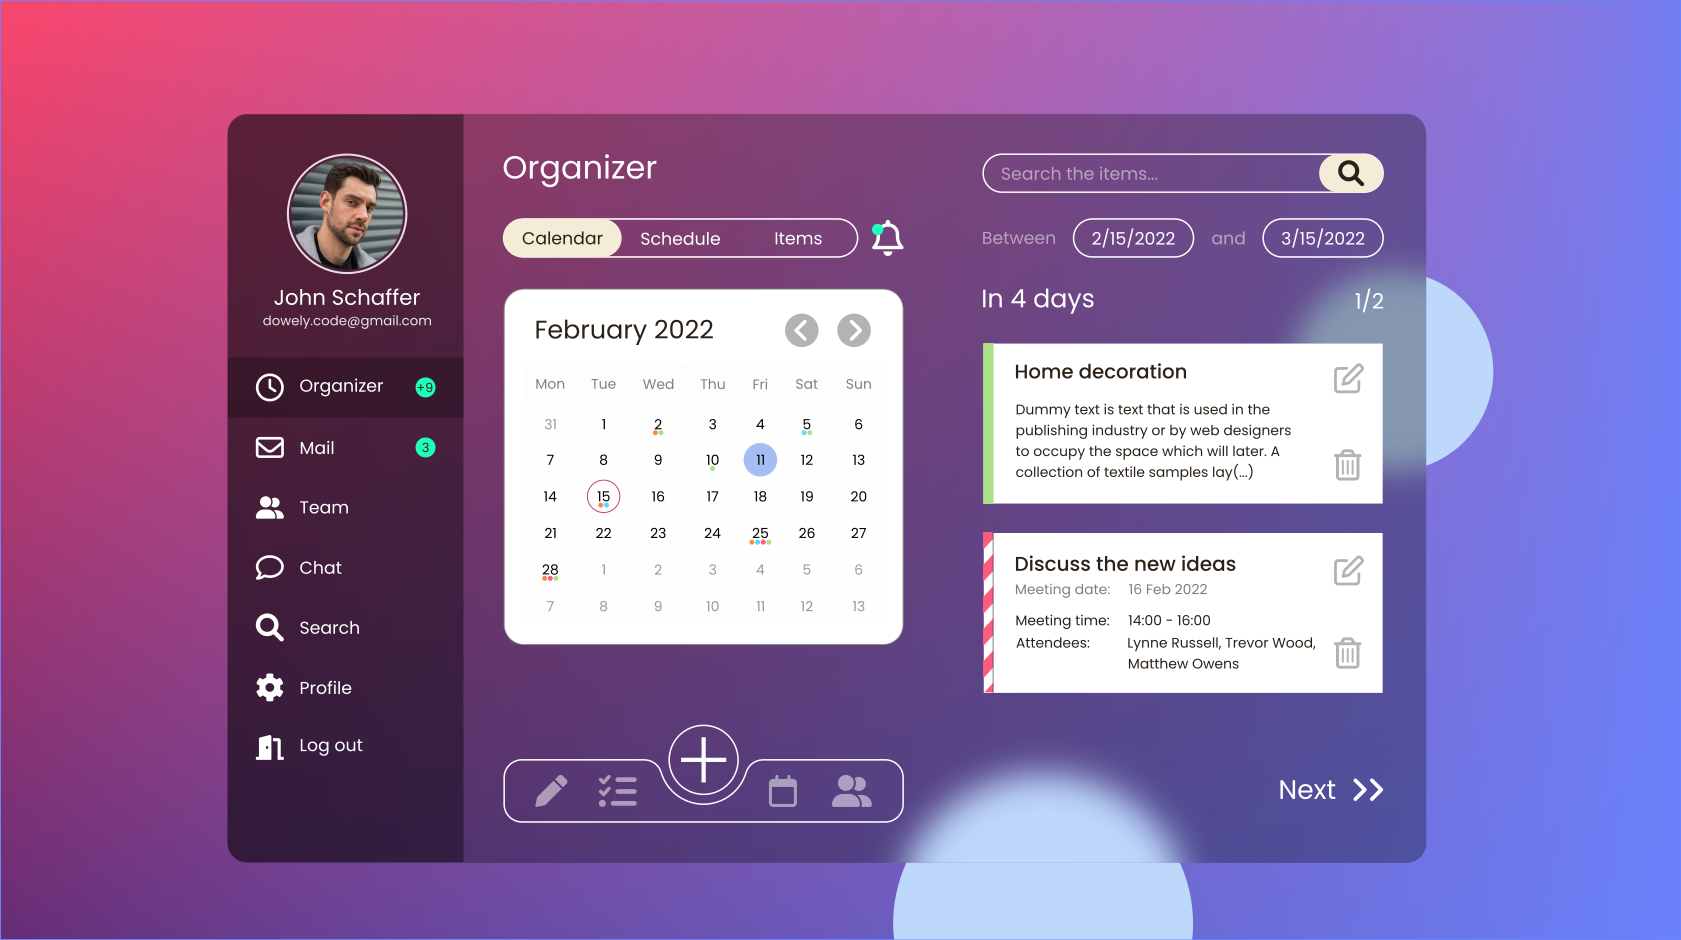 John Schaffer
dowely.code@gmail.com
Organizer +9
Mail 3
Team
Chat
Search
Profile
Log out
Organizer
Calendar Schedule Items
February 2022
Mon Tue Wed Thu Fri Sat Sun
31 1 2 3 4 5 6
7 8 9 10 11 12 13
14 15 16 17 18 19 20
21 22 23 24 25 26 27
28 1 2 3 4 5 6
7 8 9 10 11 12 13
Search the items...
Between 2/15/2022 and 3/15/2022
In 4 days 1/2
Home decoration
Dummy text is text that is used in the
publishing industry or by web designers
to occupy the space which will later. A
collection of textile samples lay(...)
Discuss the new ideas
Meeting date: 16 Feb 2022
Meeting time: 14:00 - 16:00
Attendees: Lynne Russell, Trevor Wood,
Matthew Owens
Next